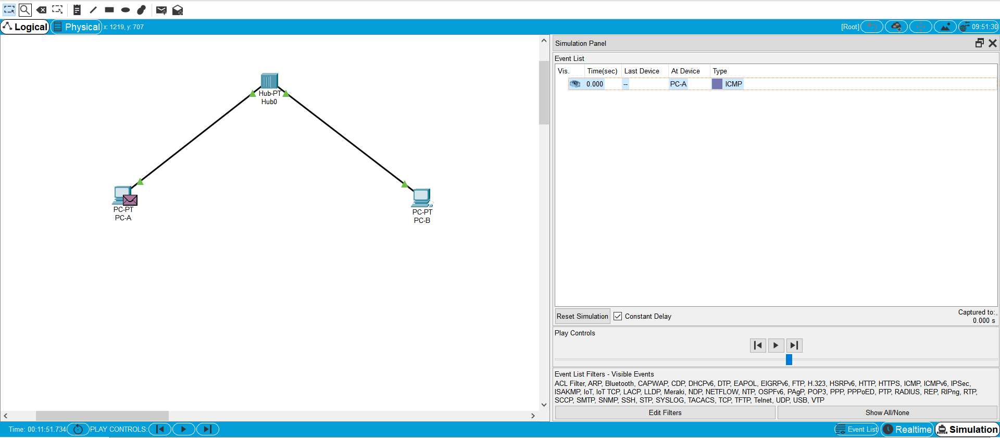 Logical Physical x: 1219, y: 707 [Root] 09:51:30
Hub-PT
Hub0
PC-PT
PC-A
PC-PT
PC-B
Simulation Panel
Event List
Vis. Time(sec) Last Device At Device Type
0.000 -- PC-A ICMP
Reset Simulation Constant Delay
Captured to:
0.000 s
Play Controls
Event List Filters - Visible Events
ACL Filter, ARP, Bluetooth, CAPWAP, CDP, DHCPv6, DTP, EAPOL, EIGRPv6, FTP, H.323, HSRPv6, HTTP, HTTPS, ICMP, ICMPv6, IPSec,
ISAKMP, IoT, IoT TCP, LACP, LLDP, Meraki, NDP, NETFLOW, NTP, OSPFv6, PAgP, POP3, PPP, PPPoED, PTP, RADIUS, REP, RIPng, RTP,
SCCP, SMTP, SNMP, SSH, STP, SYSLOG, TACACS, TCP, TFTP, Telnet, UDP, USB, VTP
Edit Filters Show All/None
Time: 00:11:51.734 PLAY CONTROLS: Event List Realtime Simulation